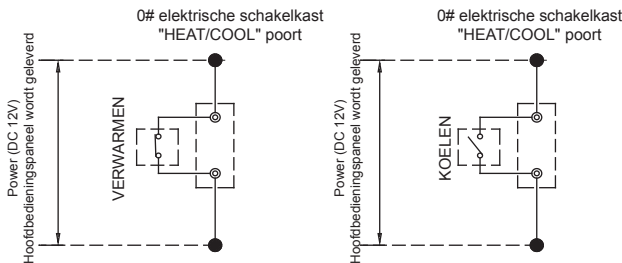 0# elektrische schakelkast
"HEAT/COOL" poort
Power (DC 12V)
Hoofdbedieningspaneel wordt geleverd
VERWARMEN
0# elektrische schakelkast
"HEAT/COOL" poort
Power (DC 12V)
Hoofdbedieningspaneel wordt geleverd
KOELEN